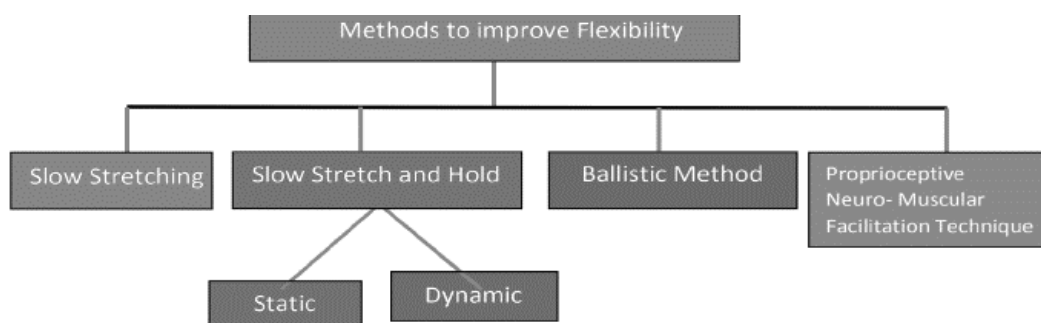 Methods to improve Flexibility
Slow Stretching
Slow Stretch and Hold
Ballistic Method
Proprioceptive
Neuro- Muscular
Facilitation Technique
Static
Dynamic